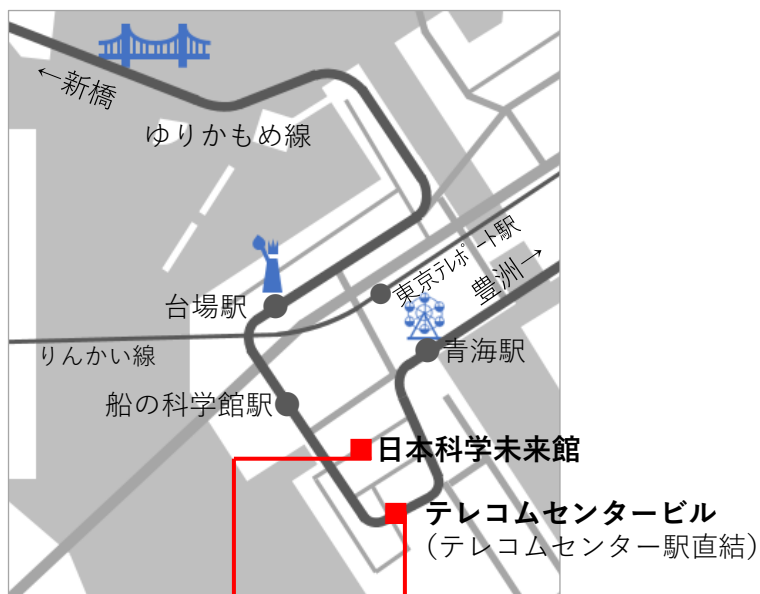 ←新橋
ゆりかもめ線
東京テレポート駅
豊洲→
台場駅
りんかい線
青海駅
船の科学館駅
日本科学未来館
テレコムセンタービル
（テレコムセンター駅直結）